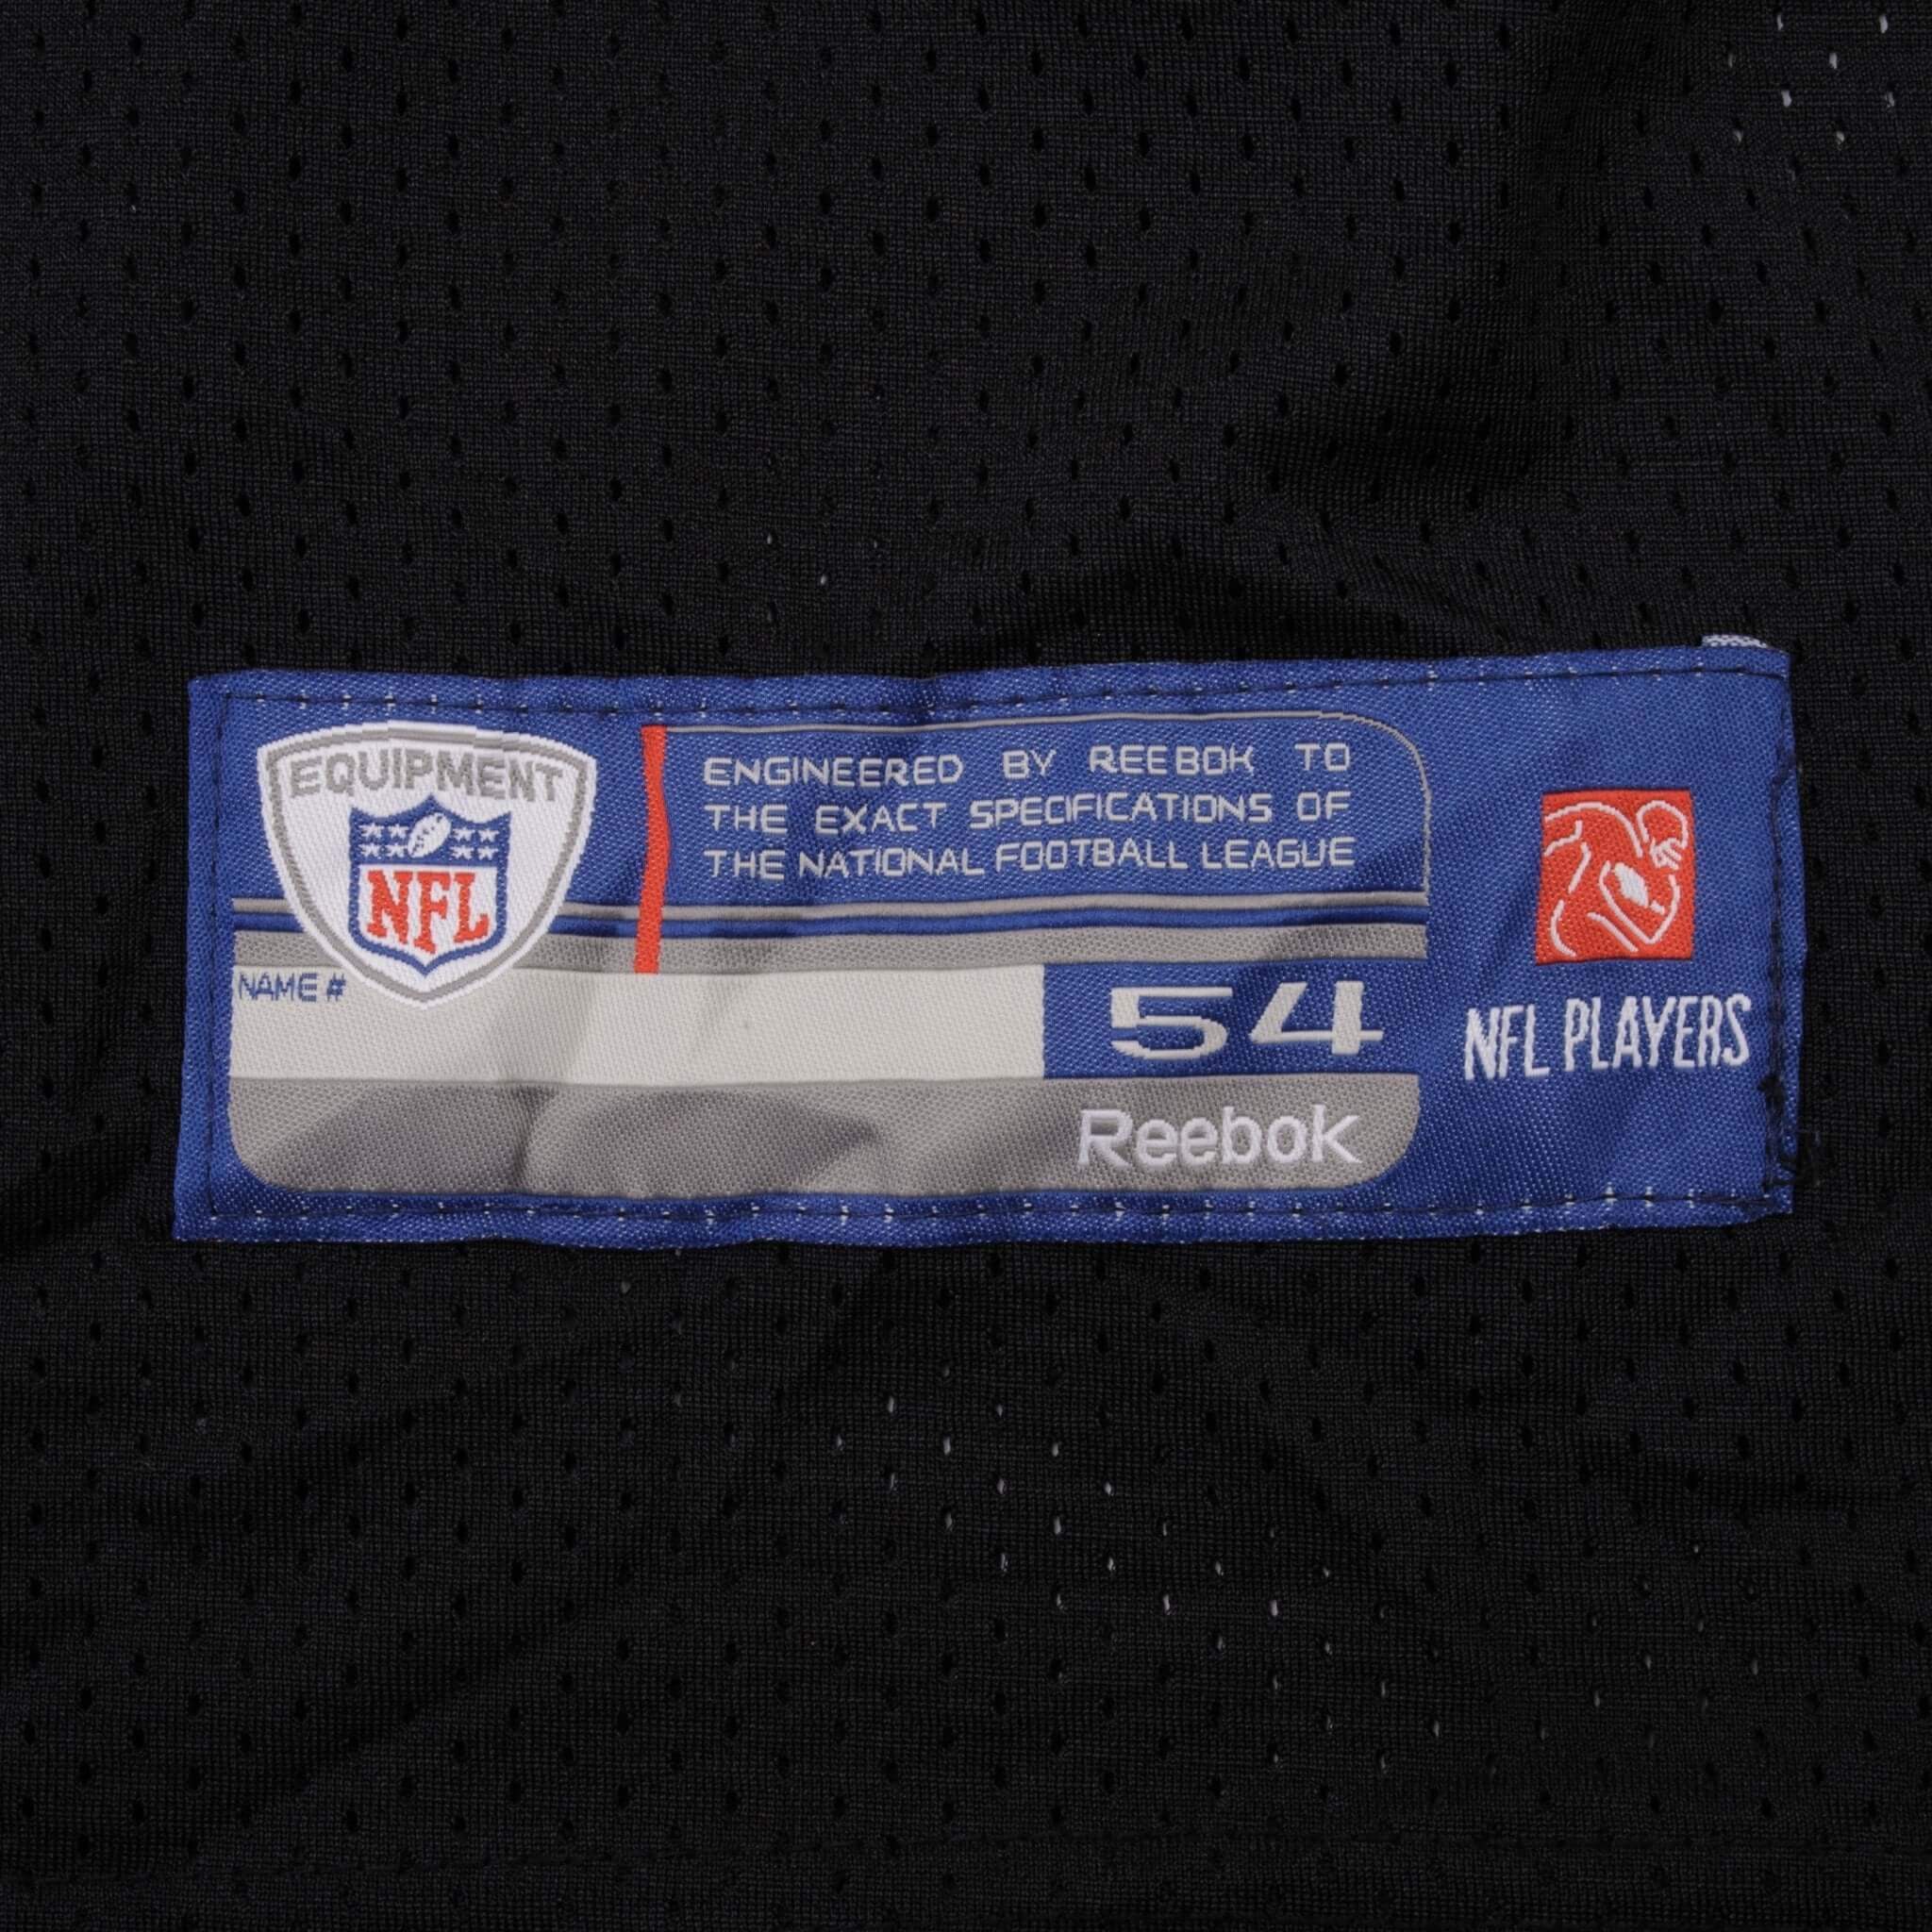 EQUIPMENT
NFL
ENGINEERED BY REEBOK TO
THE EXACT SPECIFICATIONS OF
THE NATIONAL FOOTBALL LEAGUE
NAME #
54
Reebok
NFL PLAYERS